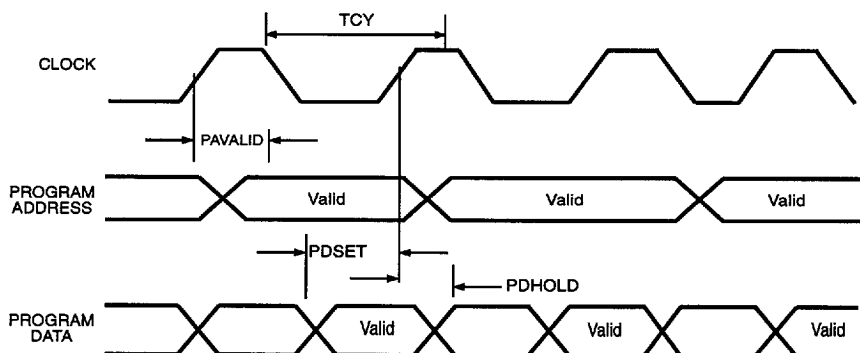 TCY
CLOCK
PAVALID
PROGRAM
ADDRESS
Valid
Valid
Valid
PDSET
PDHOLD
PROGRAM
DATA
Valid
Valid
Valid